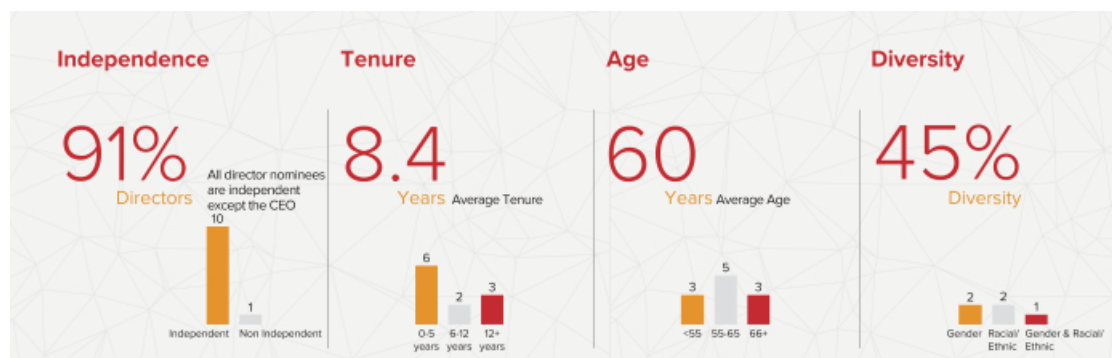 Independence
91%
Directors
All director nominees
are independent
except the CEO
10
1
Independent
Non Independent
Tenure
8.4
Years Average Tenure
6
2
3
0-5
years
6-12
years
12+
years
Age
60
Years Average Age
3
5
3
<55
55-65
66+
Diversity
45%
Diversity
2
2
1
Gender
Racial/
Ethnic
Gender & Racial/
Ethnic